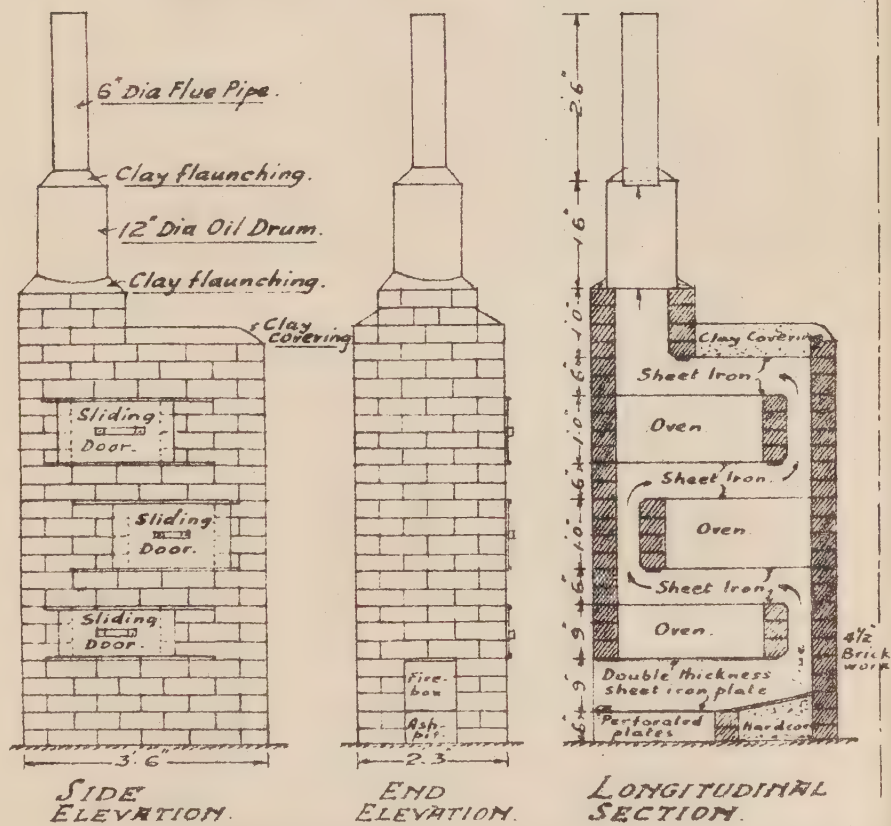 6" Dia Flue Pipe.
Clay flaunching.
12" Dia Oil Drum.
Clay flaunching.
Clay
Covering
Sliding
Door.
Sliding
Door.
Sliding
Door.
3'.6"
SIDE
ELEVATION.
Fire-
box
Ash-
pit.
2'.3"
END
ELEVATION.
2'.6"
1'.6"
1'.0"
6"
1'.0"
6"
1'.0"
6"
9"
9"
6"
Clay Covering
Sheet Iron
Oven.
Sheet Iron.
Oven.
Sheet Iron
Oven.
4½"
Brick
work
Double thickness
sheet iron plate
Perforated
plates
Hardcore
LONGITUDINAL
SECTION.